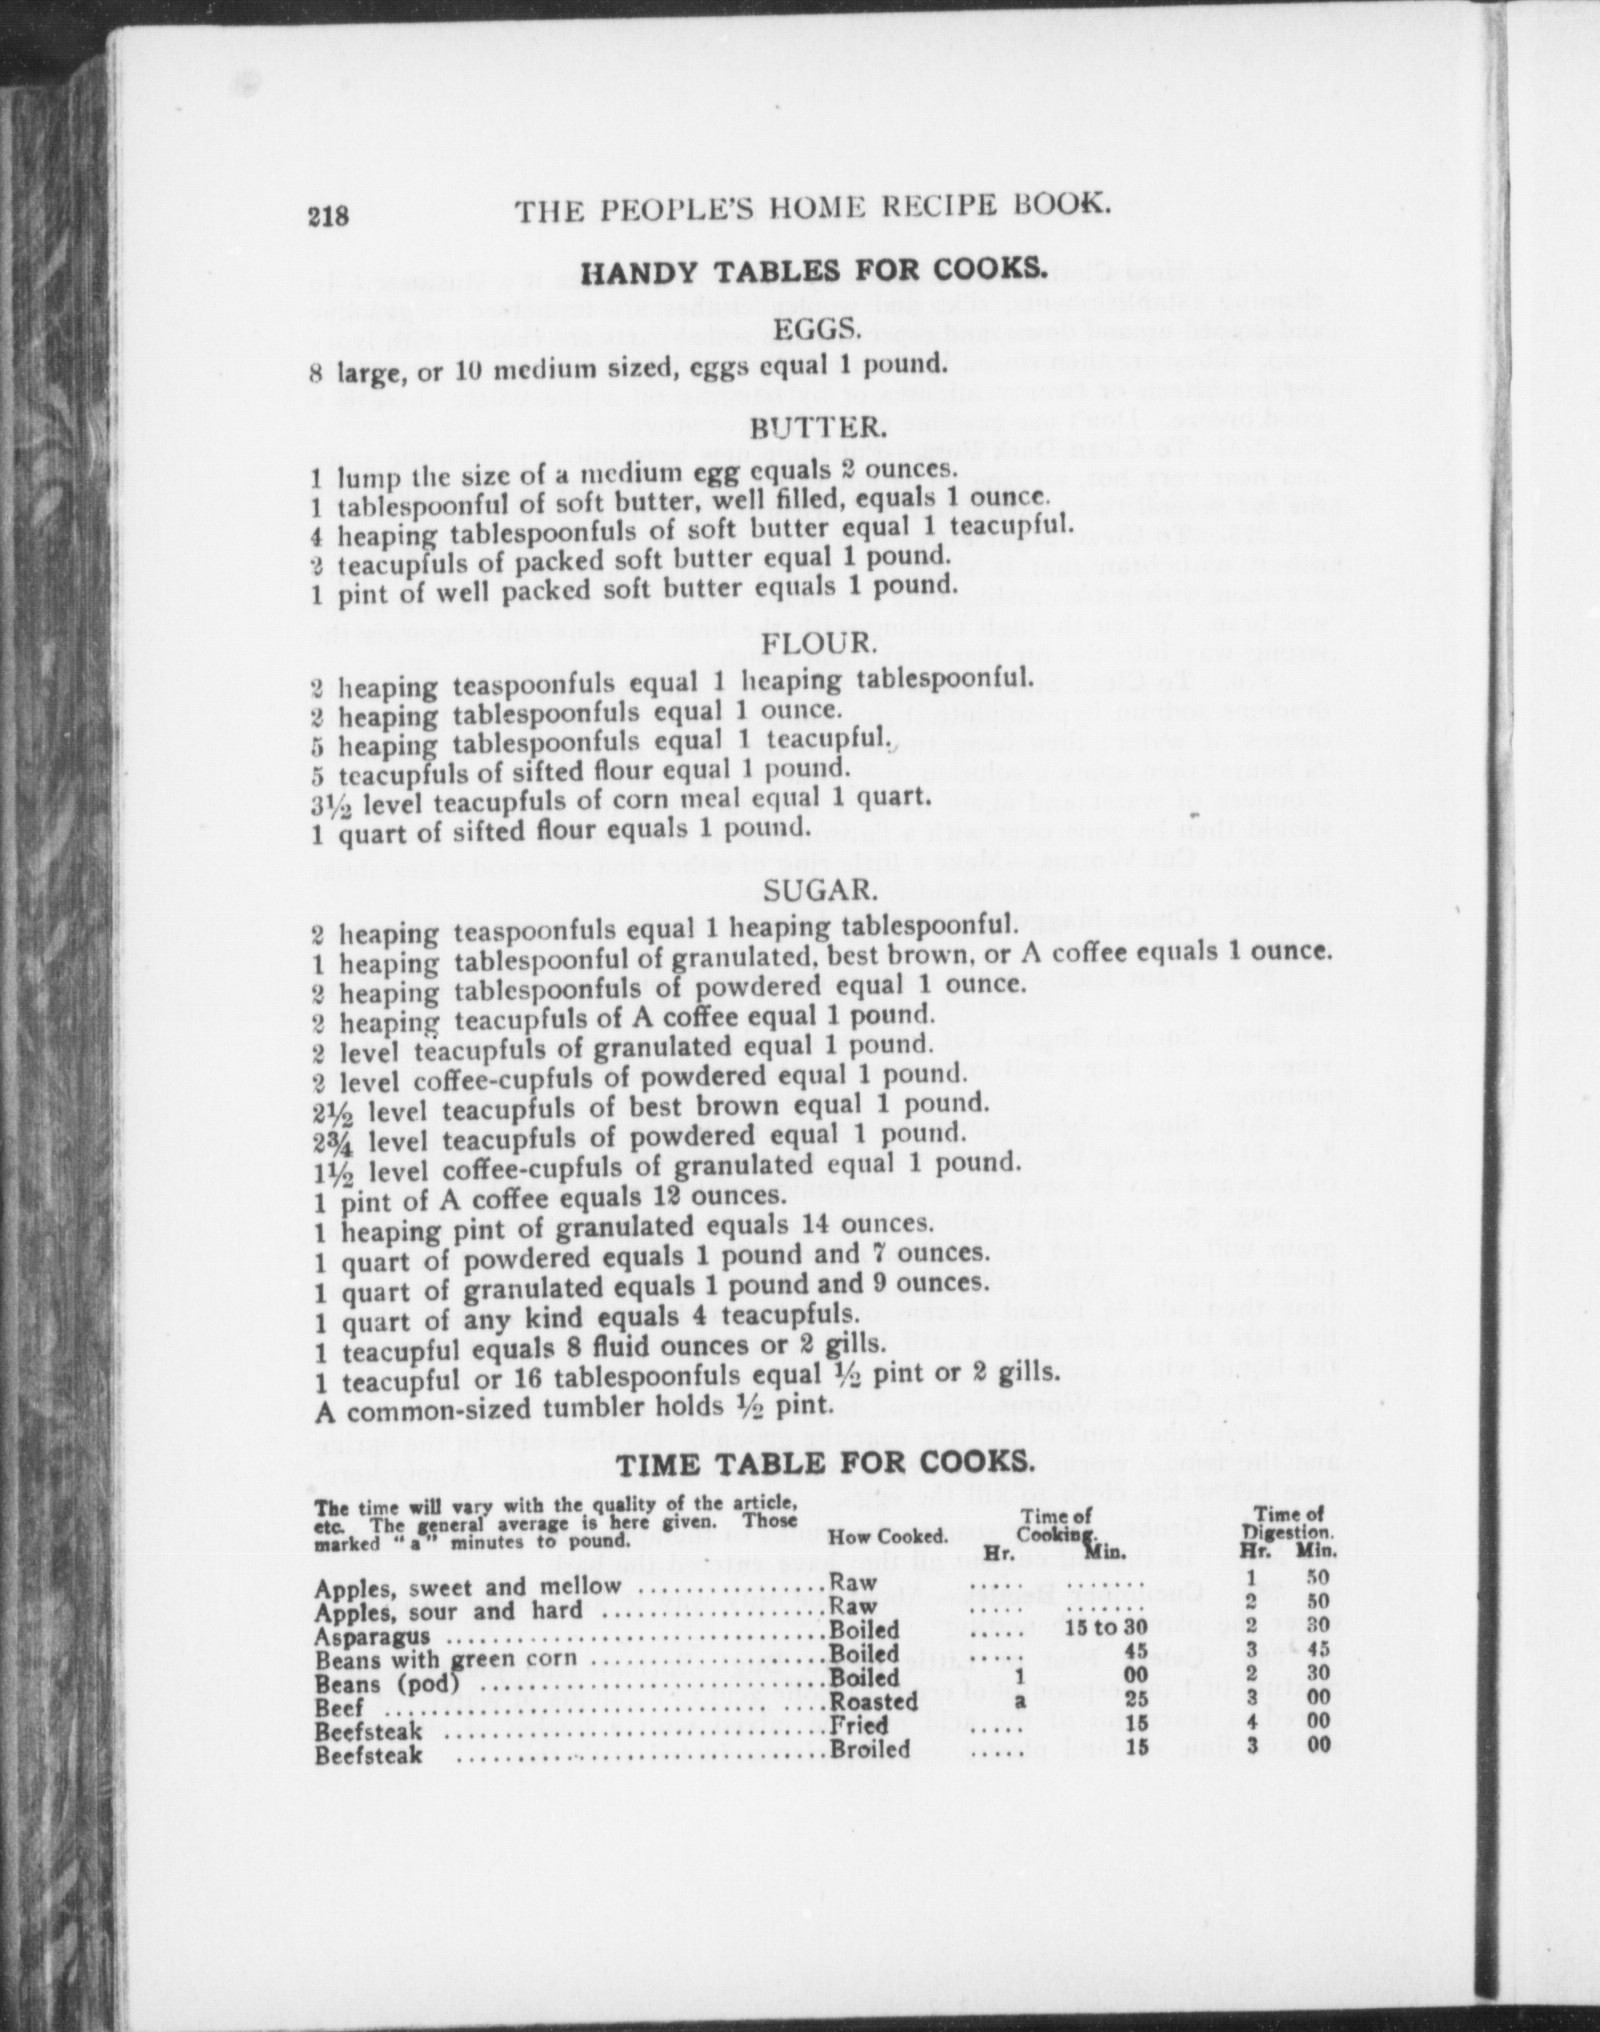 218 THE PEOPLE'S HOME RECIPE BOOK.
HANDY TABLES FOR COOKS.
EGGS.
8 large, or 10 medium sized, eggs equal 1 pound.
BUTTER.
1 lump the size of a medium egg equals 2 ounces.
1 tablespoonful of soft butter, well filled, equals 1 ounce.
4 heaping tablespoonfuls of soft butter equal 1 teacupful.
2 teacupfuls of packed soft butter equal 1 pound.
1 pint of well packed soft butter equals 1 pound.
FLOUR.
2 heaping teaspoonfuls equal 1 heaping tablespoonful.
2 heaping tablespoonfuls equal 1 ounce.
5 heaping tablespoonfuls equal 1 teacupful.
5 teacupfuls of sifted flour equal 1 pound.
3½ level teacupfuls of corn meal equal 1 quart.
1 quart of sifted flour equals 1 pound.
SUGAR.
2 heaping teaspoonfuls equal 1 heaping tablespoonful.
1 heaping tablespoonful of granulated, best brown, or A coffee equals 1 ounce.
2 heaping tablespoonfuls of powdered equal 1 ounce.
2 heaping teacupfuls of A coffee equal 1 pound.
2 level teacupfuls of granulated equal 1 pound.
2 level coffee-cupfuls of powdered equal 1 pound.
2½ level teacupfuls of best brown equal 1 pound.
2¾ level teacupfuls of powdered equal 1 pound.
1½ level coffee-cupfuls of granulated equal 1 pound.
1 pint of A coffee equals 12 ounces.
1 heaping pint of granulated equals 14 ounces.
1 quart of powdered equals 1 pound and 7 ounces.
1 quart of granulated equals 1 pound and 9 ounces.
1 quart of any kind equals 4 teacupfuls.
1 teacupful equals 8 fluid ounces or 2 gills.
1 teacupful or 16 tablespoonfuls equal ½ pint or 2 gills.
A common-sized tumbler holds ½ pint.
TIME TABLE FOR COOKS.
The time will vary with the quality of the article,
etc. The general average is here given. Those
marked "a" minutes to pound.
How Cooked.
Time of
Cooking.
Hr. Min.
Time of
Digestion.
Hr. Min.
Apples, sweet and mellow ................ Raw ..... ....... 1 50
Apples, sour and hard ................... Raw ..... ....... 2 50
Asparagus ................................ Boiled ..... 15 to 30 2 30
Beans with green corn .................... Boiled ..... 45 3 45
Beans (pod) ............................. Boiled 1 00 2 30
Beef ................................ .... Roasted a 25 3 00
Beefsteak ................................ Fried ..... 15 4 00
Beefsteak ............................... Broiled ..... 15 3 00